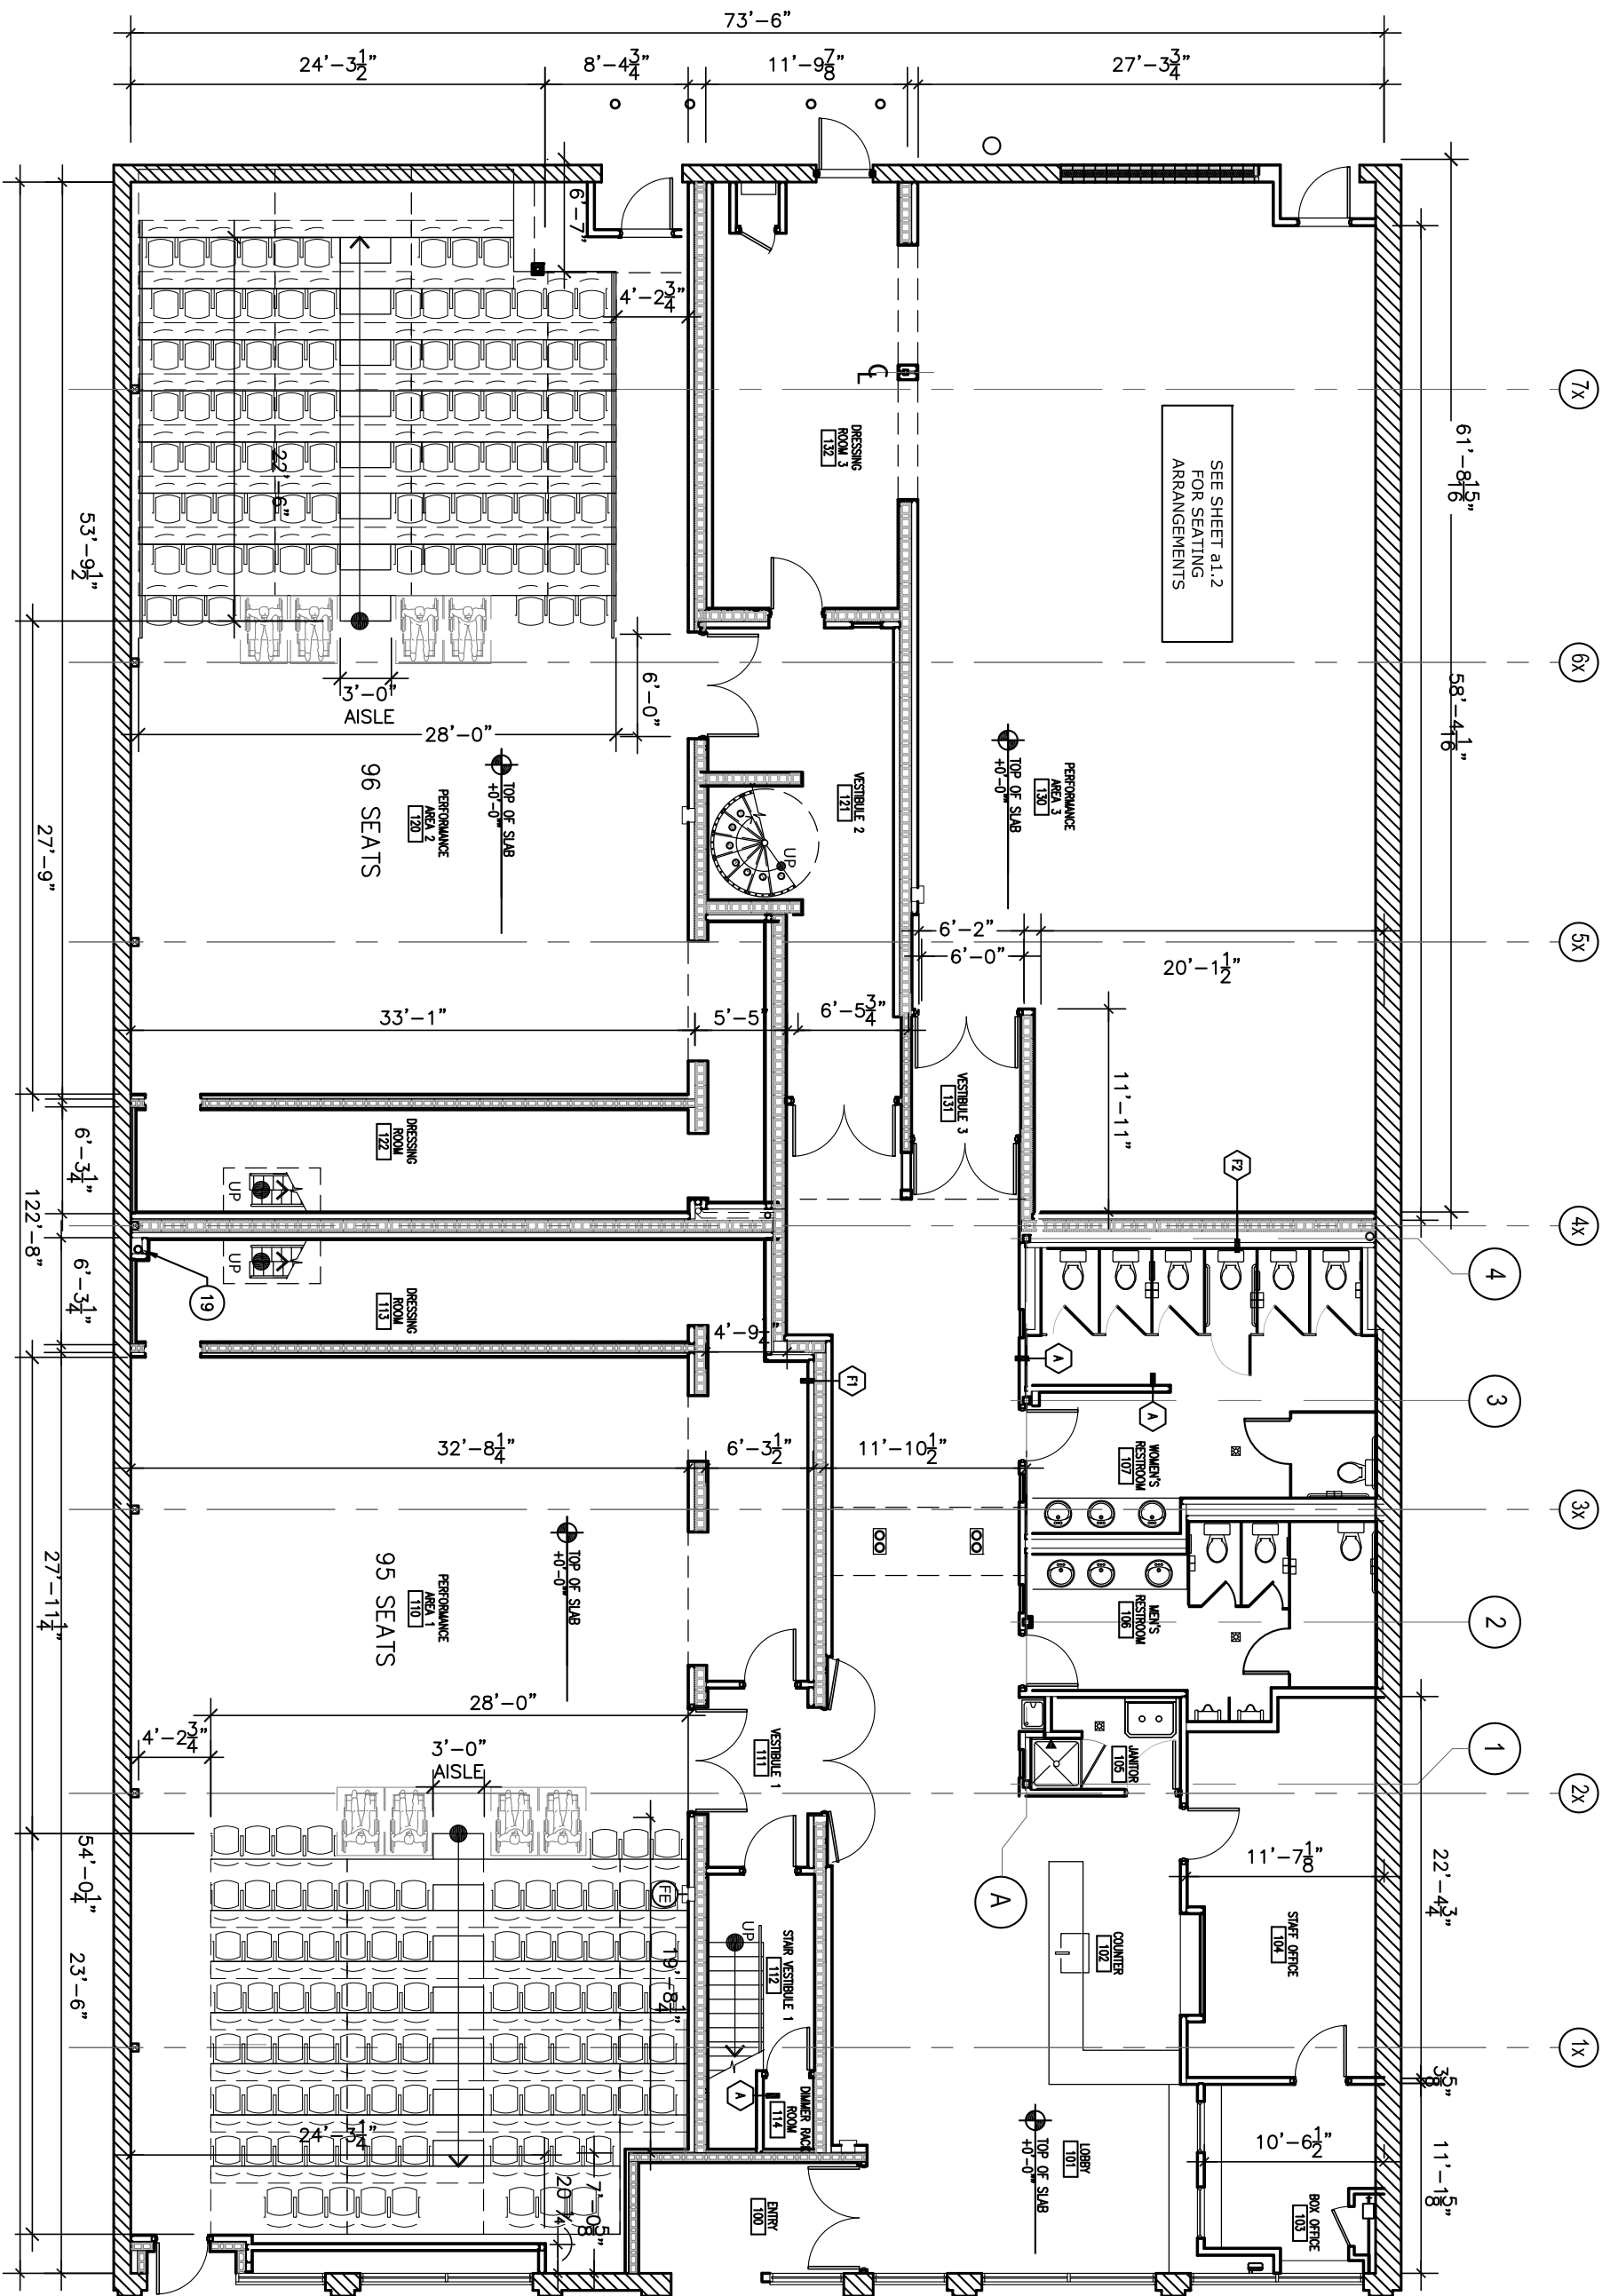 73'-6"
24'-3 1/2"
8'-4 3/4"
11'-9 7/8"
27'-3 3/4"
6'-7"
4'-2 3/4"
CL
DRESSING
ROOM 3
132
SEE SHEET a1.2
FOR SEATING
ARRANGEMENTS
7x
61'-8 15/16"
22'-6"
53'-9 1/2"
6x
58'-4 1/16"
3'-0"
AISLE
6'-0"
28'-0"
TOP OF SLAB
+0'-0"
PERFORMANCE
AREA 3
130
TOP OF SLAB
+0'-0"
96 SEATS
PERFORMANCE
AREA 2
120
VESTIBULE 2
121
UP
27'-9"
5x
6'-2"
6'-0"
20'-1 1/2"
33'-1"
5'-5"
6'-5 3/4"
VESTIBULE 3
131
11'-11"
DRESSING
ROOM
122
UP
6'-3 1/4"
F2
4x
122'-8"
4
UP
6'-3 1/4"
19
DRESSING
ROOM
113
4'-9 1/2"
F1
A
A
3
32'-8 1/4"
6'-3 1/2"
11'-10 1/2"
WOMEN'S
RESTROOM
107
3x
TOP OF SLAB
+0'-0"
95 SEATS
PERFORMANCE
AREA 1
110
27'-11 1/4"
MEN'S
RESTROOM
106
2
28'-0"
4'-2 3/4"
3'-0"
AISLE
VESTIBULE 1
111
JANITOR
105
1
2x
A
11'-7 1/8"
22'-4 3/4"
54'-0 1/4"
FE
STAFF OFFICE
104
COUNTER
102
UP
STAIR VESTIBULE 1
112
19'-8 1/4"
23'-6"
1x
3 5/8"
A
DIMMER RACK
ROOM
114
24'-3 1/4"
10'-6 1/2"
TOP OF SLAB
+0'-0"
LOBBY
101
11'-1 5/8"
7'-0 5/8"
ENTRY
100
BOX OFFICE
103